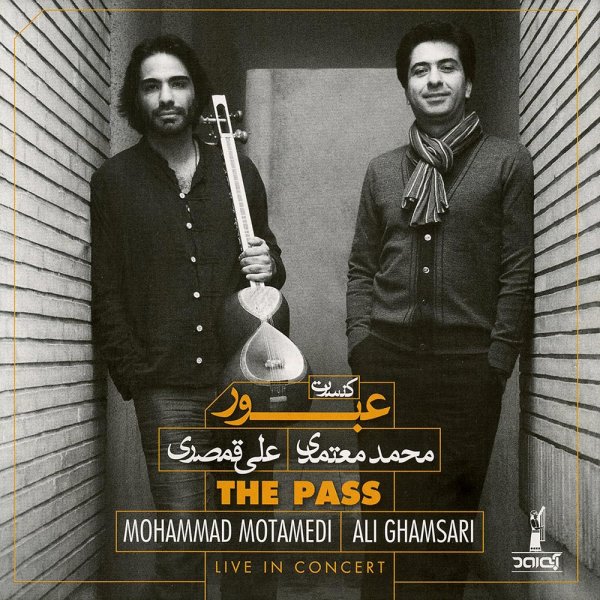 کنسرت
عبور
محمد معتمدی علی قمصری
THE PASS
MOHAMMAD MOTAMEDI ALI GHAMSARI
LIVE IN CONCERT